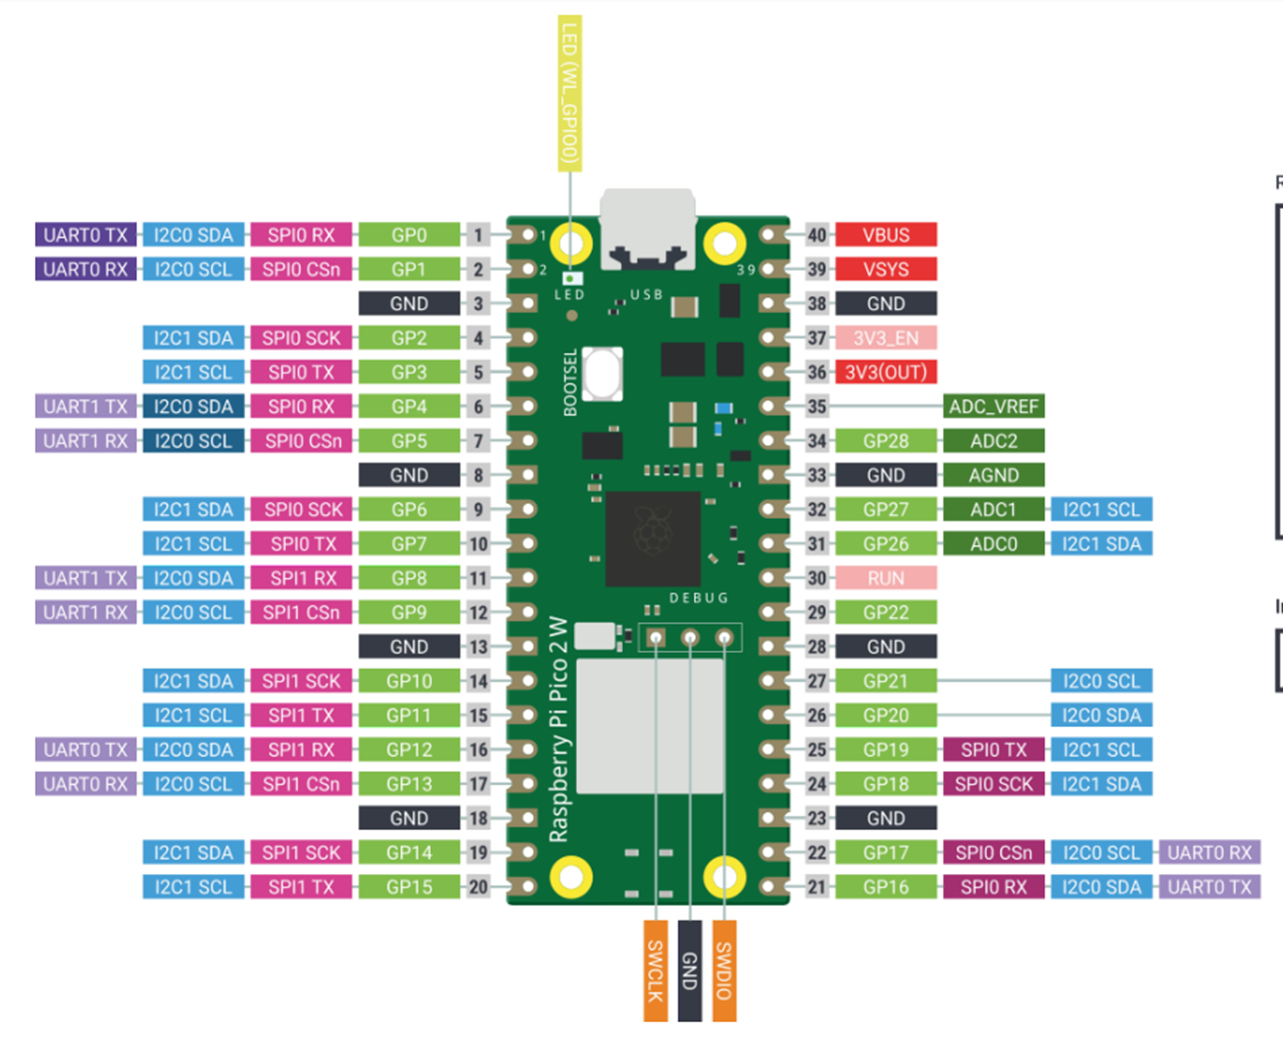 LED (WL_GPIO0)
UART0 TX I2C0 SDA SPI0 RX GP0 1 1 40 VBUS
UART0 RX I2C0 SCL SPI0 CSn GP1 2 2 39 39 VSYS
LED USB
GND 3 38 GND
I2C1 SDA SPI0 SCK GP2 4 37 3V3_EN
I2C1 SCL SPI0 TX GP3 5 36 3V3(OUT)
BOOTSEL
UART1 TX I2C0 SDA SPI0 RX GP4 6 35 ADC_VREF
UART1 RX I2C0 SCL SPI0 CSn GP5 7 34 GP28 ADC2
GND 8 33 GND AGND
I2C1 SDA SPI0 SCK GP6 9 32 GP27 ADC1 I2C1 SCL
I2C1 SCL SPI0 TX GP7 10 31 GP26 ADC0 I2C1 SDA
UART1 TX I2C0 SDA SPI1 RX GP8 11 30 RUN
DEBUG
UART1 RX I2C0 SCL SPI1 CSn GP9 12 29 GP22
GND 13 28 GND
I2C1 SDA SPI1 SCK GP10 14 27 GP21 I2C0 SCL
I2C1 SCL SPI1 TX GP11 15 26 GP20 I2C0 SDA
Raspberry Pi Pico 2 W
UART0 TX I2C0 SDA SPI1 RX GP12 16 25 GP19 SPI0 TX I2C1 SCL
UART0 RX I2C0 SCL SPI1 CSn GP13 17 24 GP18 SPI0 SCK I2C1 SDA
GND 18 23 GND
I2C1 SDA SPI1 SCK GP14 19 22 GP17 SPI0 CSn I2C0 SCL UART0 RX
I2C1 SCL SPI1 TX GP15 20 21 GP16 SPI0 RX I2C0 SDA UART0 TX
SWCLK GND SWDIO